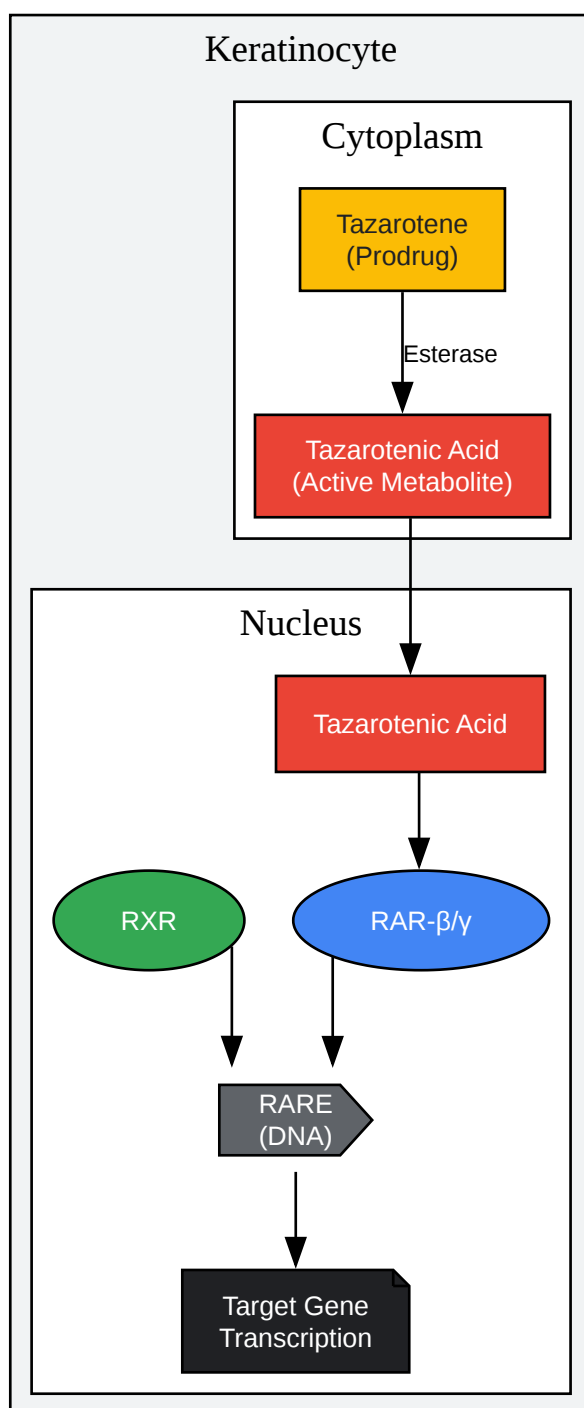 Keratinocyte
Cytoplasm
Tazarotene
(Prodrug)
Esterase
Tazarotenic Acid
(Active Metabolite)
Nucleus
Tazarotenic Acid
RXR
RAR-β/γ
RARE
(DNA)
Target Gene
Transcription